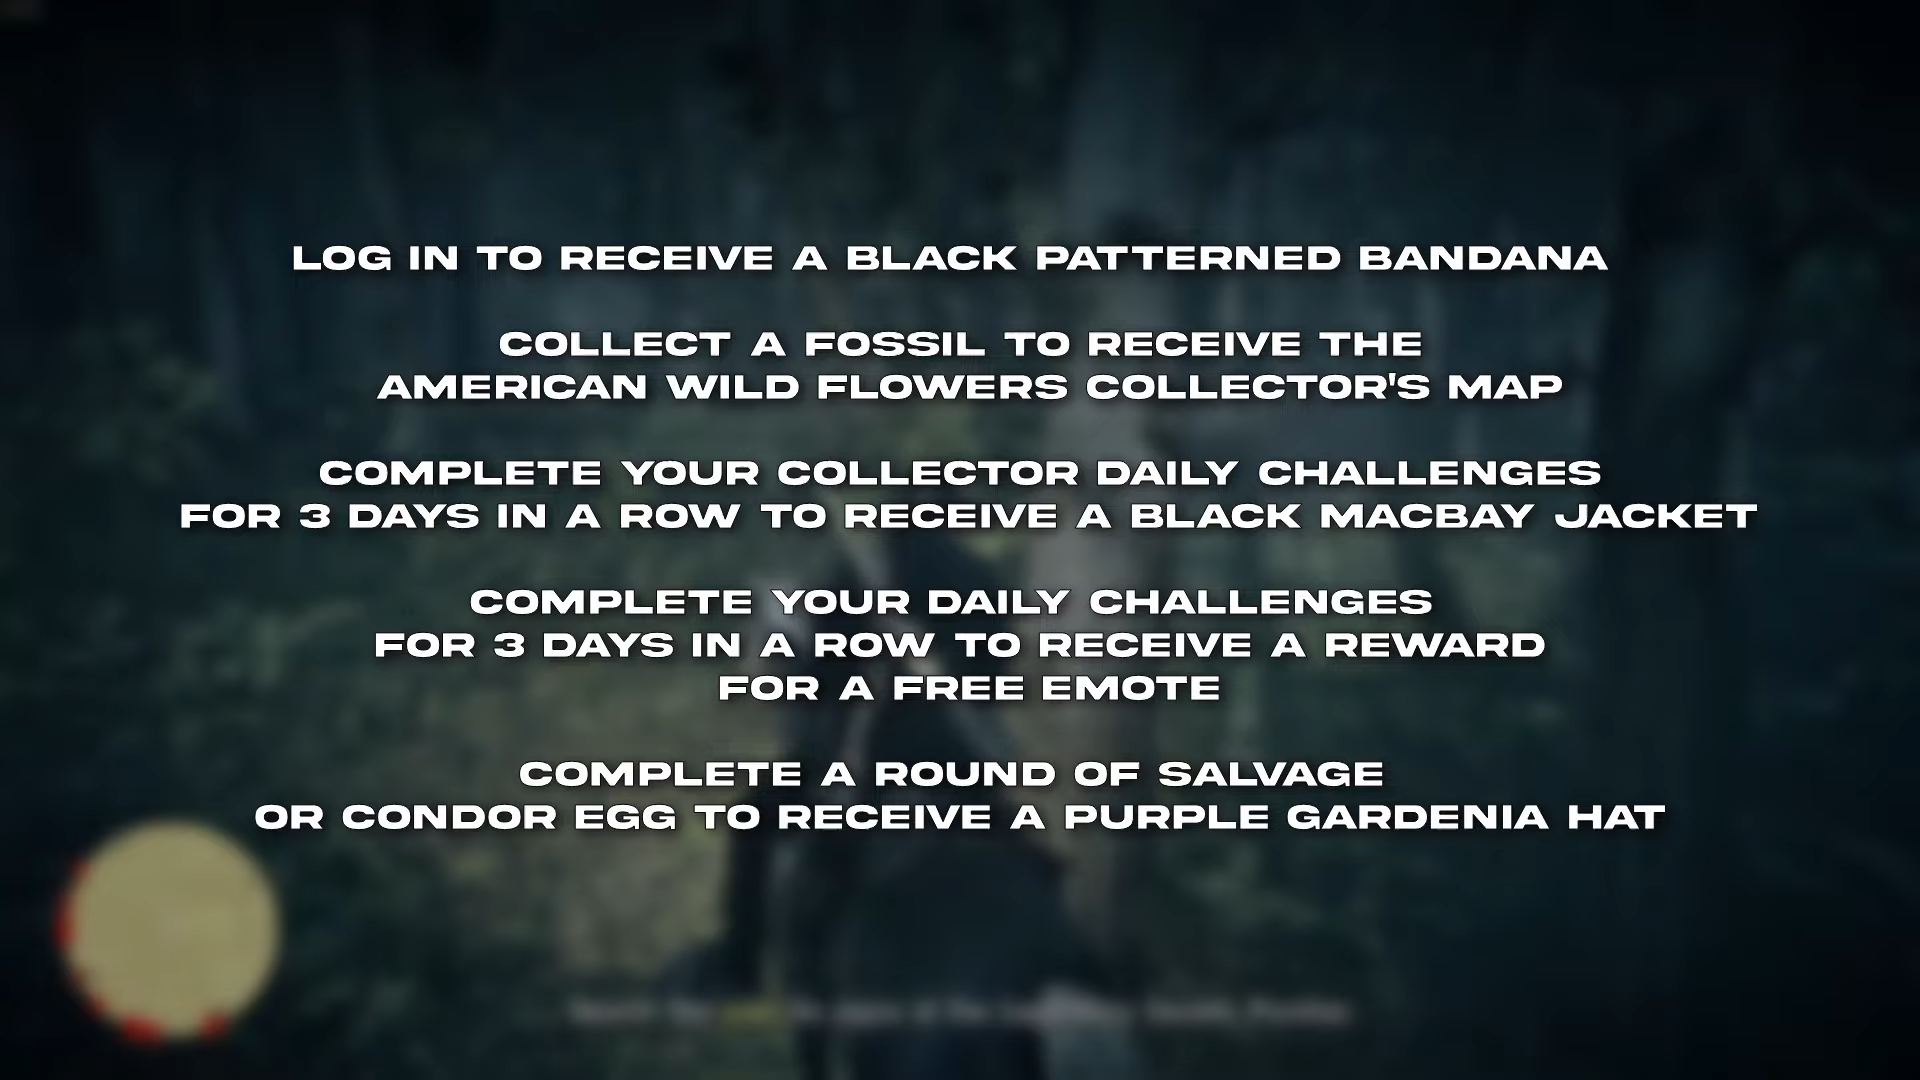 LOG IN TO RECEIVE A BLACK PATTERNED BANDANA
COLLECT A FOSSIL TO RECEIVE THE
AMERICAN WILD FLOWERS COLLECTOR'S MAP
COMPLETE YOUR COLLECTOR DAILY CHALLENGES
FOR 3 DAYS IN A ROW TO RECEIVE A BLACK MACBAY JACKET
COMPLETE YOUR DAILY CHALLENGES
FOR 3 DAYS IN A ROW TO RECEIVE A REWARD
FOR A FREE EMOTE
COMPLETE A ROUND OF SALVAGE
OR CONDOR EGG TO RECEIVE A PURPLE GARDENIA HAT